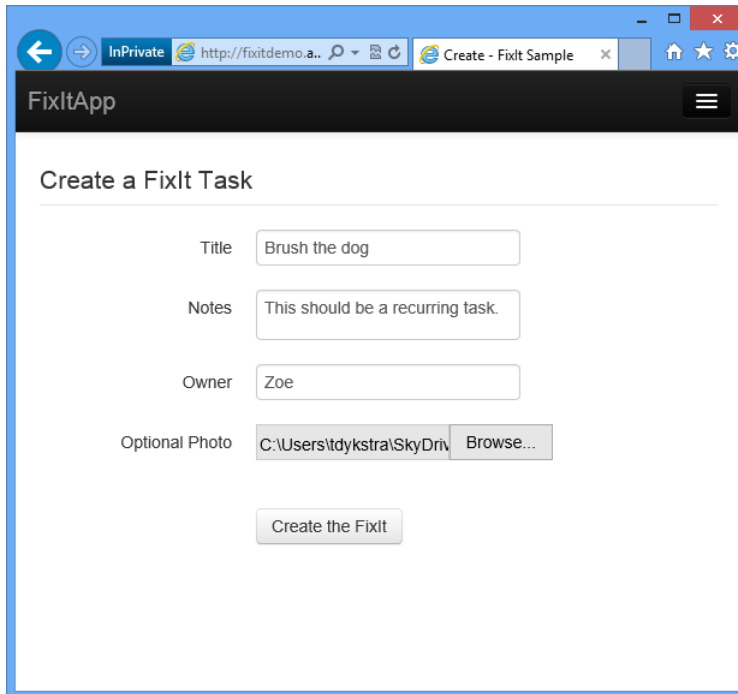 InPrivate http://fixitdemo.a.. Create - FixIt Sample
FixItApp
Create a FixIt Task
Title Brush the dog
Notes This should be a recurring task.
Owner Zoe
Optional Photo C:\Users\tdykstra\SkyDriv Browse...
Create the FixIt